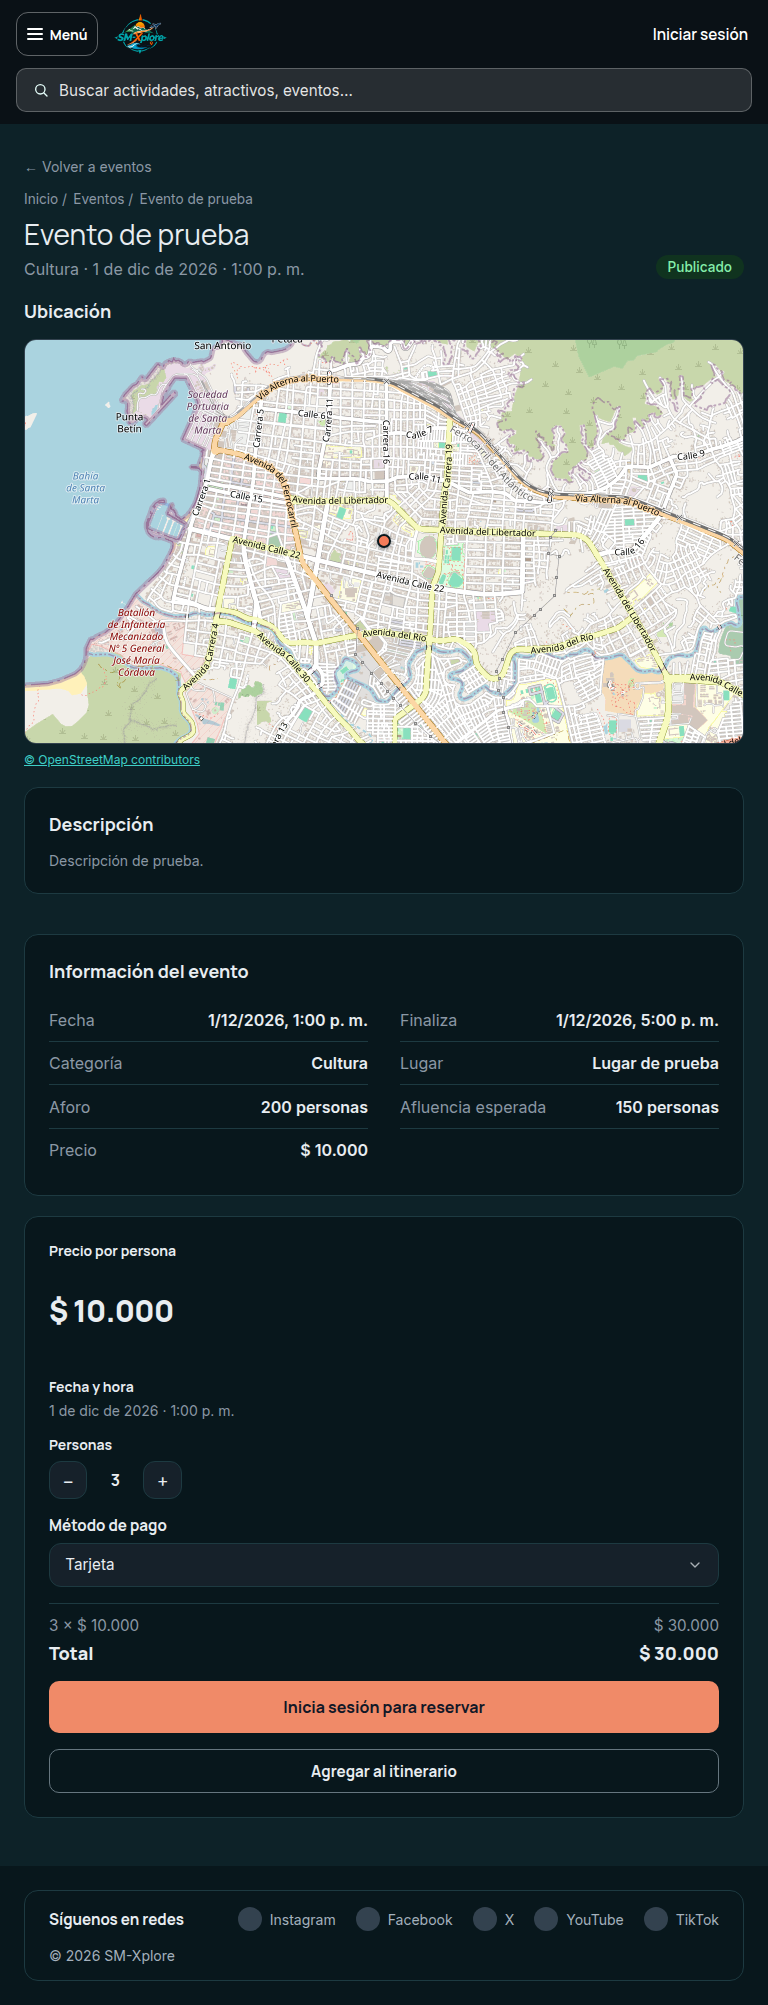 Menú
SM-Xplore
Iniciar sesión
Buscar actividades, atractivos, eventos...
← Volver a eventos
Inicio / Eventos / Evento de prueba
Evento de prueba
Cultura · 1 de dic de 2026 · 1:00 p. m.
Publicado
Ubicación
San Antonio
Vía Alterna al Puerto
Sociedad
Portuaria
de Santa
Marta
Punta
Betín
Carrera 5
Calle 6
Carrera 11
Carrera 16
Calle 7
Avenida Carrera 19
Ferrocarril del Atlántico
Calle 9
Bahía
de Santa
Marta
Avenida del Ferrocarril
Calle 11
Carrera 1
Calle 15
Avenida del Libertador
Vía Alterna al Puerto
Avenida del Libertador
Calle 16
Avenida Calle 22
Avenida Calle 22
Avenida del Libertador
Batallón
de Infantería
Mecanizado
N° 5 General
José María
Córdova
Avenida Carrera 4
Avenida Calle 30
Avenida del Río
Avenida del Río
Avenida Calle
© OpenStreetMap contributors
Descripción
Descripción de prueba.
Información del evento
Fecha 1/12/2026, 1:00 p. m.
Finaliza 1/12/2026, 5:00 p. m.
Categoría Cultura
Lugar Lugar de prueba
Aforo 200 personas
Afluencia esperada 150 personas
Precio $ 10.000
Precio por persona
$ 10.000
Fecha y hora
1 de dic de 2026 · 1:00 p. m.
Personas
− 3 +
Método de pago
Tarjeta
3 × $ 10.000 $ 30.000
Total $ 30.000
Inicia sesión para reservar
Agregar al itinerario
Síguenos en redes Instagram Facebook X YouTube TikTok
© 2026 SM-Xplore